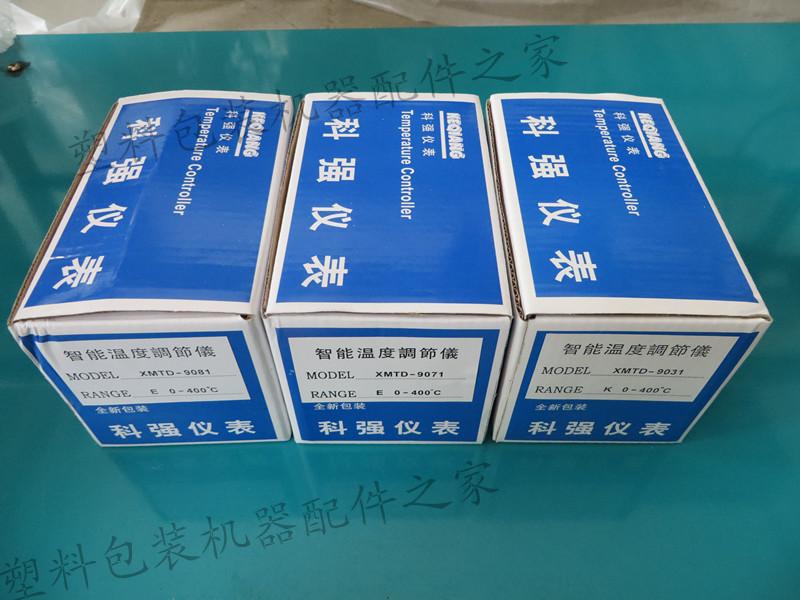 塑料包装机器配件之家
KEQIANG
科强仪表
Temperature Controller
科强仪表
KEQIANG
科强仪表
Temperature Controller
科强仪表
KEQIANG
科强仪表
Temperature Controller
科强仪表
智能温度調節儀
MODEL XMTD-9081
RANGE E 0-400℃
全新包装
科强仪表
智能温度調節儀
MODEL XMTD-9071
RANGE E 0-400℃
全新包装
科强仪表
智能温度調節儀
MODEL XMTD-9031
RANGE K 0-400℃
全新包装
科强仪表
塑料包装机器配件之家